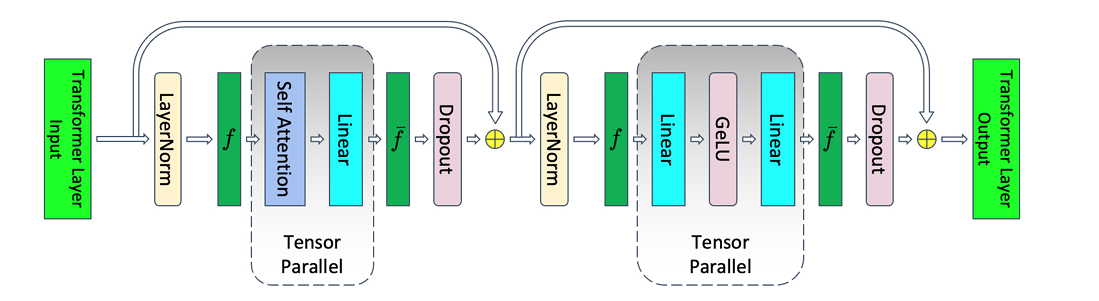 Transformer Layer
Input
LayerNorm
f
Self Attention
Linear
Tensor
Parallel
f̄
Dropout
LayerNorm
f
Linear
GeLU
Linear
Tensor
Parallel
f̄
Dropout
Transformer Layer
Output